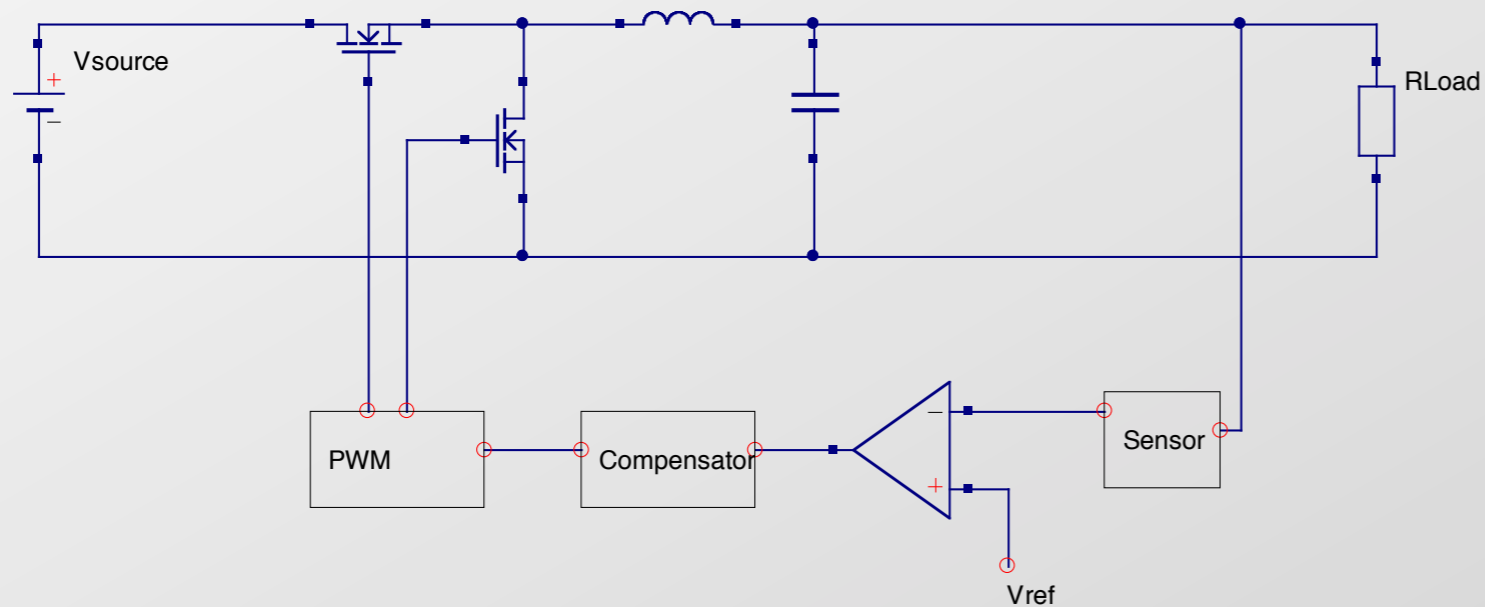 Vsource
+
−
RLoad
PWM
Compensator
−
+
Sensor
Vref